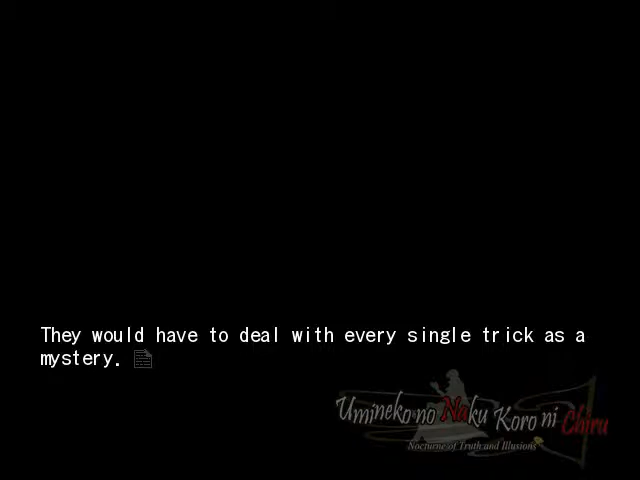 They would have to deal with every single trick as a
mystery.
Umineko no Naku Koro ni Chiru
Nocturne of Truth and Illusions